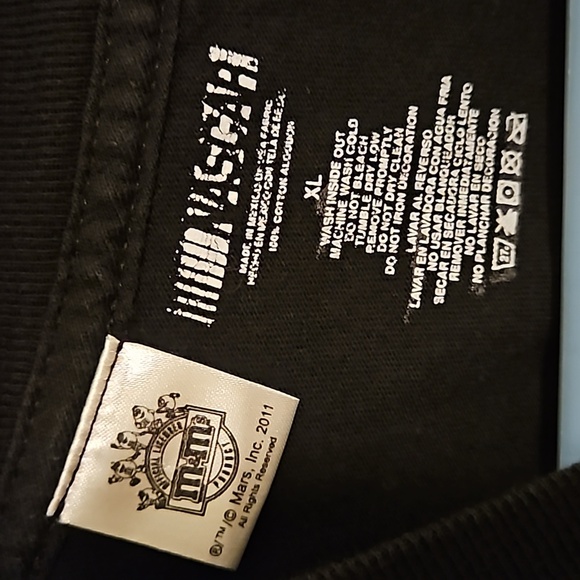 MADE IN MEXICO OF USA FABRIC
HECHO EN MEXICO CON TELA DE EE.UU.
100% COTTON ALGODON
XL
WASH INSIDE OUT
MACHINE WASH COLD
DO NOT BLEACH
TUMBLE DRY LOW
REMOVE PROMPTLY
DO NOT DRY CLEAN
DO NOT IRON DECORATION
LAVAR AL REVERSO
LAVAR EN LAVADORA CON AGUA FRIA
NO USAR BLANQUEADOR
SECAR EN SECADORA CICLO LENTO
REMOVER INMEDIATAMENTE
NO LAVAR EN SECO
NO PLANCHAR DECORACION
OFFICIAL LICENSED
m&m's
PRODUCT
®/™/© Mars, Inc. 2011
All Rights Reserved